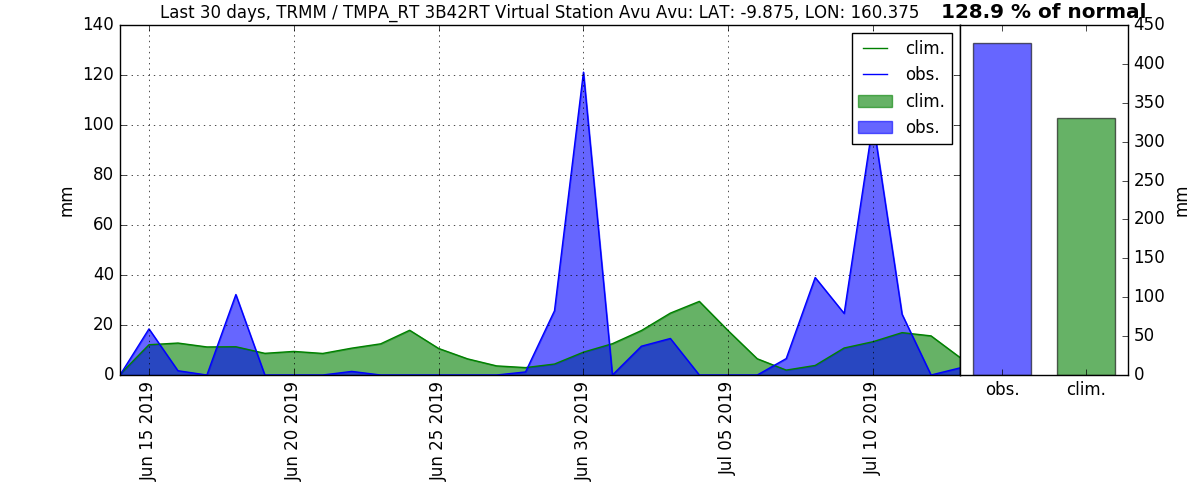 Last 30 days, TRMM / TMPA_RT 3B42RT Virtual Station Avu Avu: LAT: -9.875, LON: 160.375
128.9 % of normal
140
120
100
80
60
40
20
0
mm
Jun 15 2019
Jun 20 2019
Jun 25 2019
Jun 30 2019
Jul 05 2019
Jul 10 2019
clim.
obs.
clim.
obs.
450
400
350
300
250
200
150
100
50
0
mm
obs.
clim.